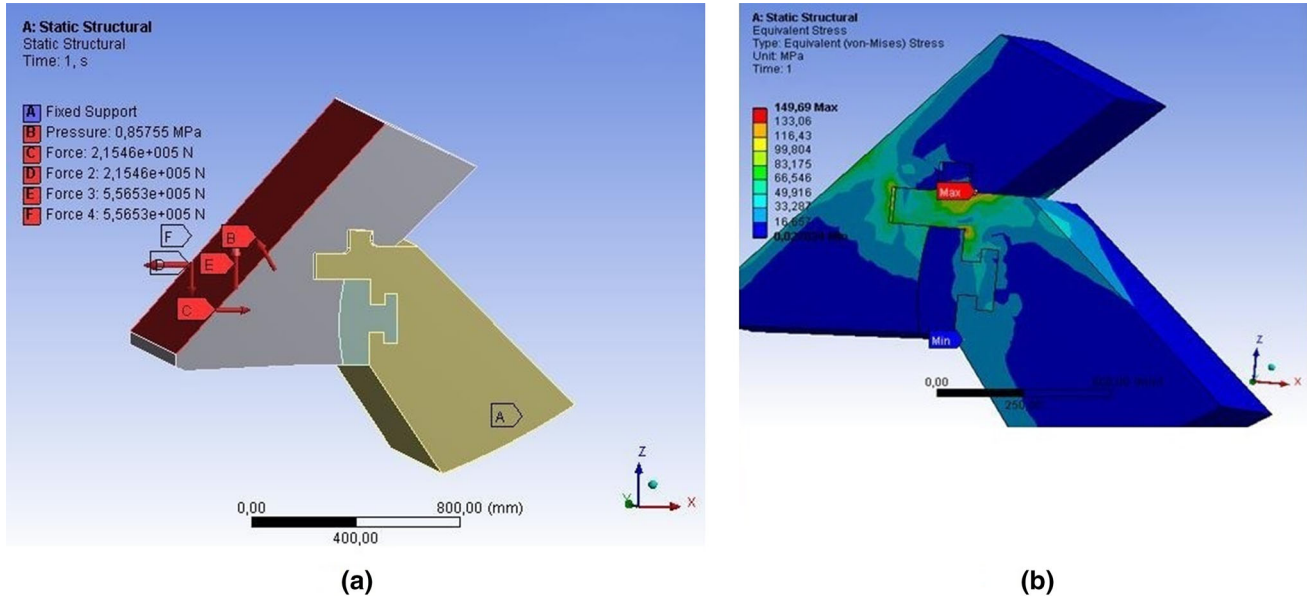 A: Static Structural
Static Structural
Time: 1, s
A Fixed Support
B Pressure: 0,85755 MPa
C Force: 2,1546e+005 N
D Force 2: 2,1546e+005 N
E Force 3: 5,5653e+005 N
F Force 4: 5,5653e+005 N
F
B
D
E
C
A
Z
Y
X
0,00
800,00 (mm)
400,00
(a)
A: Static Structural
Equivalent Stress
Type: Equivalent (von-Mises) Stress
Unit: MPa
Time: 1
149,69 Max
133,06
116,43
99,804
83,175
66,546
49,916
33,287
Min
Max
Min
0,00
Z
X
(b)